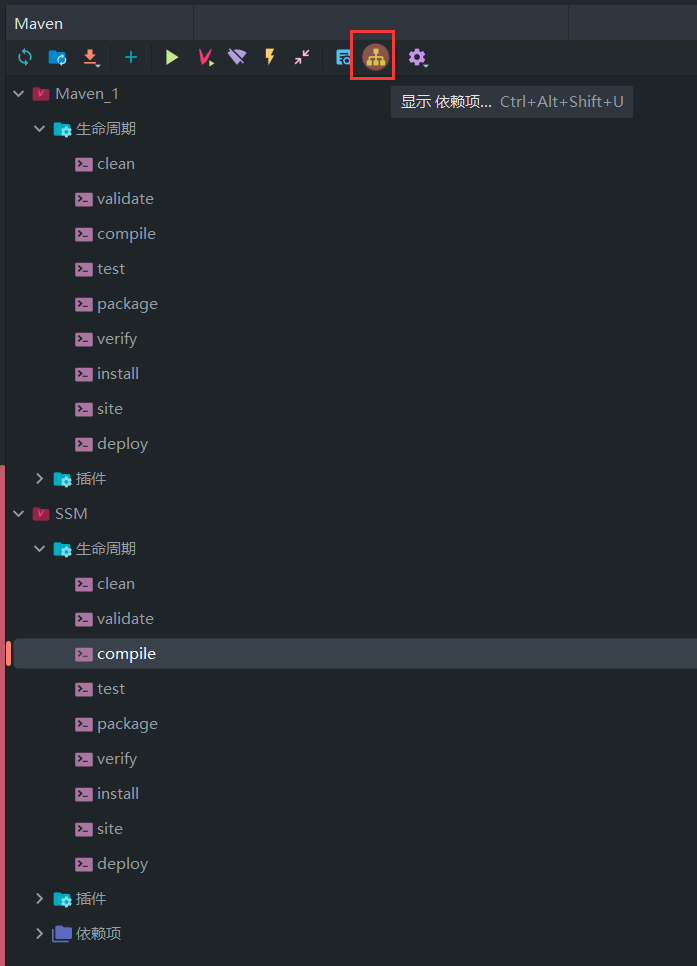 Maven
显示 依赖项... Ctrl+Alt+Shift+U
Maven_1
生命周期
clean
validate
compile
test
package
verify
install
site
deploy
插件
SSM
生命周期
clean
validate
compile
test
package
verify
install
site
deploy
插件
依赖项